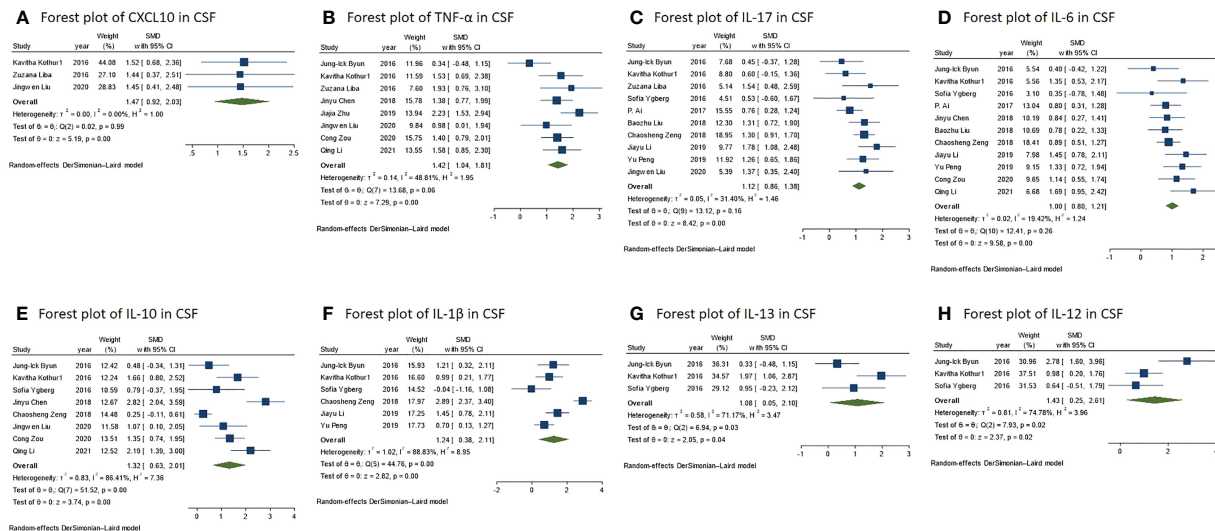 A Forest plot of CXCL10 in CSF
Study year Weight (%) SMD with 95% CI
Kavitha Kothur1 2016 44.08 1.52 [ 0.68, 2.36]
Zuzana Liba 2016 27.10 1.44 [ 0.37, 2.51]
Jingwen Liu 2020 28.83 1.45 [ 0.41, 2.48]
Overall 1.47 [ 0.92, 2.03]
Heterogeneity: τ² = 0.00, I² = 0.00%, H² = 1.00
Test of θi = θj: Q(2) = 0.02, p = 0.99
Test of θ = 0: z = 5.19, p = 0.00
.5 1 1.5 2 2.5
Random-effects DerSimonian–Laird model
B Forest plot of TNF-α in CSF
Study year Weight (%) SMD with 95% CI
Jung-Ick Byun 2016 11.96 0.34 [ -0.48, 1.15]
Kavitha Kothur1 2016 11.59 1.53 [ 0.69, 2.38]
Zuzana Liba 2016 7.60 1.93 [ 0.76, 3.10]
Jinyu Chen 2018 15.78 1.38 [ 0.77, 1.99]
Jiajia Zhu 2019 13.94 2.23 [ 1.53, 2.94]
Jingwen Liu 2020 9.84 0.98 [ 0.01, 1.94]
Cong Zou 2020 15.75 1.40 [ 0.79, 2.01]
Qing Li 2021 13.55 1.58 [ 0.85, 2.30]
Overall 1.42 [ 1.04, 1.81]
Heterogeneity: τ² = 0.14, I² = 48.81%, H² = 1.95
Test of θi = θj: Q(7) = 13.68, p = 0.06
Test of θ = 0: z = 7.29, p = 0.00
-1 0 1 2 3
Random-effects DerSimonian–Laird model
C Forest plot of IL-17 in CSF
Study year Weight (%) SMD with 95% CI
Jung-Ick Byun 2016 7.68 0.45 [ -0.37, 1.28]
Kavitha Kothur1 2016 8.80 0.60 [ -0.15, 1.36]
Zuzana Liba 2016 5.14 1.54 [ 0.48, 2.59]
Sofia Ygberg 2016 4.51 0.53 [ -0.60, 1.67]
P. Ai 2017 15.55 0.76 [ 0.28, 1.24]
Baozhu Liu 2018 12.30 1.31 [ 0.72, 1.90]
Chaosheng Zeng 2018 18.95 1.30 [ 0.91, 1.70]
Jiayu Li 2019 9.77 1.78 [ 1.08, 2.48]
Yu Peng 2019 11.92 1.26 [ 0.65, 1.86]
Jingwen Liu 2020 5.39 1.37 [ 0.35, 2.40]
Overall 1.12 [ 0.86, 1.38]
Heterogeneity: τ² = 0.05, I² = 31.40%, H² = 1.46
Test of θi = θj: Q(9) = 13.12, p = 0.16
Test of θ = 0: z = 8.42, p = 0.00
-1 0 1 2 3
Random-effects DerSimonian–Laird model
D Forest plot of IL-6 in CSF
Study year Weight (%) SMD with 95% CI
Jung-Ick Byun 2016 5.54 0.40 [ -0.42, 1.22]
Kavitha Kothur1 2016 5.56 1.35 [ 0.53, 2.17]
Sofia Ygberg 2016 3.10 0.35 [ -0.78, 1.48]
P. Ai 2017 13.04 0.80 [ 0.31, 1.28]
Jinyu Chen 2018 10.19 0.84 [ 0.27, 1.41]
Baozhu Liu 2018 10.69 0.78 [ 0.22, 1.33]
Chaosheng Zeng 2018 18.41 0.89 [ 0.51, 1.27]
Jiayu Li 2019 7.98 1.45 [ 0.78, 2.11]
Yu Peng 2019 9.15 1.33 [ 0.72, 1.94]
Cong Zou 2020 9.65 1.14 [ 0.55, 1.74]
Qing Li 2021 6.68 1.69 [ 0.95, 2.42]
Overall 1.00 [ 0.80, 1.21]
Heterogeneity: τ² = 0.02, I² = 19.42%, H² = 1.24
Test of θi = θj: Q(10) = 12.41, p = 0.26
Test of θ = 0: z = 9.58, p = 0.00
-1 0 1 2
Random-effects DerSimonian–Laird model
E Forest plot of IL-10 in CSF
Study year Weight (%) SMD with 95% CI
Jung-Ick Byun 2016 12.42 0.48 [ -0.34, 1.31]
Kavitha Kothur1 2016 12.24 1.66 [ 0.80, 2.52]
Sofia Ygberg 2016 10.59 0.79 [ -0.37, 1.95]
Jinyu Chen 2018 12.67 2.82 [ 2.04, 3.59]
Chaosheng Zeng 2018 14.48 0.25 [ -0.11, 0.61]
Jingwen Liu 2020 11.58 1.07 [ 0.10, 2.05]
Cong Zou 2020 13.51 1.35 [ 0.74, 1.95]
Qing Li 2021 12.52 2.19 [ 1.39, 3.00]
Overall 1.32 [ 0.63, 2.01]
Heterogeneity: τ² = 0.83, I² = 86.41%, H² = 7.36
Test of θi = θj: Q(7) = 51.52, p = 0.00
Test of θ = 0: z = 3.74, p = 0.00
0 1 2 3 4
Random-effects DerSimonian–Laird model
F Forest plot of IL-1β in CSF
Study year Weight (%) SMD with 95% CI
Jung-Ick Byun 2016 15.93 1.21 [ 0.32, 2.11]
Kavitha Kothur1 2016 16.60 0.99 [ 0.21, 1.77]
Sofia Ygberg 2016 14.52 -0.04 [ -1.16, 1.08]
Chaosheng Zeng 2018 17.97 2.89 [ 2.37, 3.40]
Jiayu Li 2019 17.25 1.45 [ 0.78, 2.11]
Yu Peng 2019 17.73 0.70 [ 0.13, 1.27]
Overall 1.24 [ 0.38, 2.11]
Heterogeneity: τ² = 1.02, I² = 88.83%, H² = 8.95
Test of θi = θj: Q(5) = 44.76, p = 0.00
Test of θ = 0: z = 2.82, p = 0.00
-2 0 2 4
Random-effects DerSimonian–Laird model
G Forest plot of IL-13 in CSF
Study year Weight (%) SMD with 95% CI
Jung-Ick Byun 2016 36.31 0.33 [ -0.48, 1.15]
Kavitha Kothur1 2016 34.57 1.97 [ 1.06, 2.87]
Sofia Ygberg 2016 29.12 0.95 [ -0.23, 2.12]
Overall 1.08 [ 0.05, 2.10]
Heterogeneity: τ² = 0.58, I² = 71.17%, H² = 3.47
Test of θi = θj: Q(2) = 6.94, p = 0.03
Test of θ = 0: z = 2.05, p = 0.04
-1 0 1 2 3
Random-effects DerSimonian–Laird model
H Forest plot of IL-12 in CSF
Study year Weight (%) SMD with 95% CI
Jung-Ick Byun 2016 30.96 2.78 [ 1.60, 3.96]
Kavitha Kothur1 2016 37.51 0.98 [ 0.20, 1.76]
Sofia Ygberg 2016 31.53 0.64 [ -0.51, 1.79]
Overall 1.43 [ 0.25, 2.61]
Heterogeneity: τ² = 0.81, I² = 74.78%, H² = 3.96
Test of θi = θj: Q(2) = 7.93, p = 0.02
Test of θ = 0: z = 2.37, p = 0.02
0 2 4
Random-effects DerSimonian–Laird model